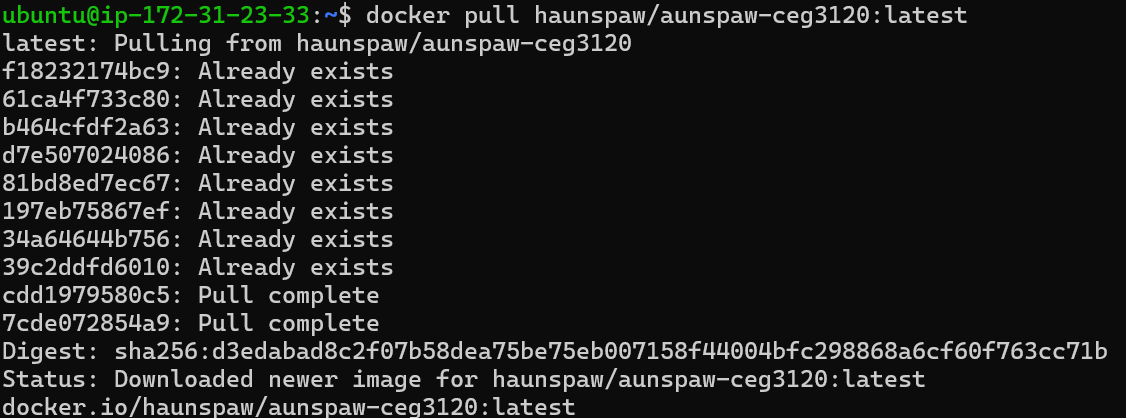 ubuntu@ip-172-31-23-33:~$ docker pull haunspaw/aunspaw-ceg3120:latest
latest: Pulling from haunspaw/aunspaw-ceg3120
f18232174bc9: Already exists
61ca4f733c80: Already exists
b464cfdf2a63: Already exists
d7e507024086: Already exists
81bd8ed7ec67: Already exists
197eb75867ef: Already exists
34a64644b756: Already exists
39c2ddfd6010: Already exists
cdd1979580c5: Pull complete
7cde072854a9: Pull complete
Digest: sha256:d3edabad8c2f07b58dea75be75eb007158f44004bfc298868a6cf60f763cc71b
Status: Downloaded newer image for haunspaw/aunspaw-ceg3120:latest
docker.io/haunspaw/aunspaw-ceg3120:latest